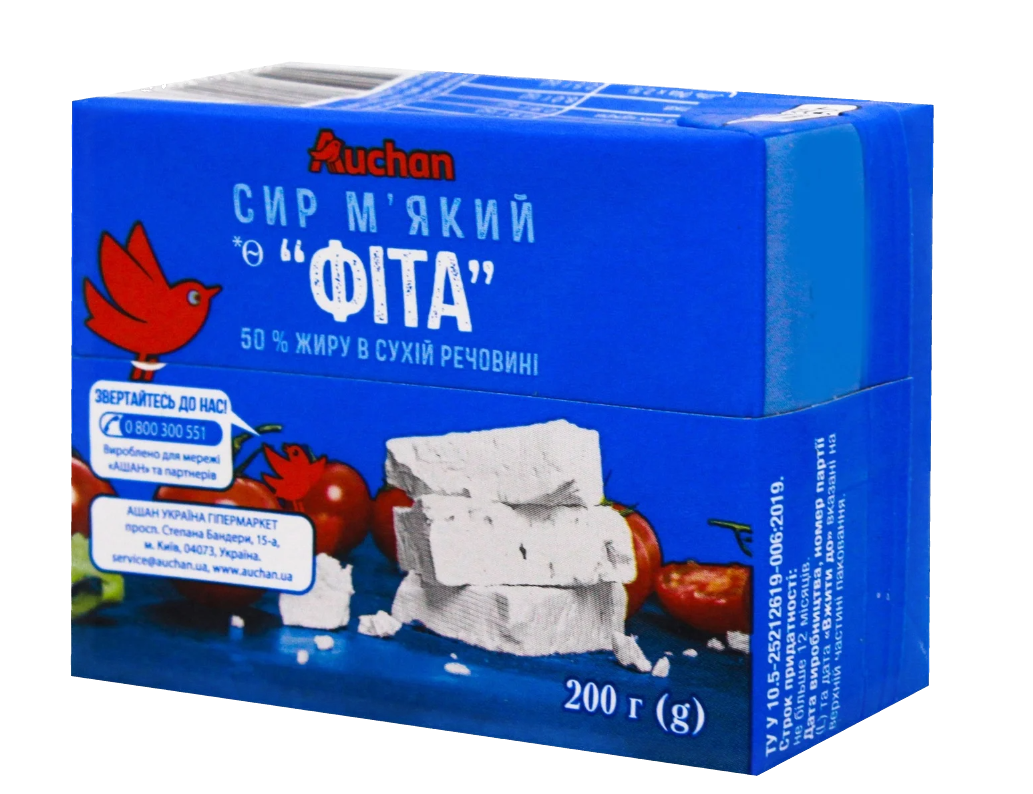 Auchan
СИР М'ЯКИЙ
*Ꙫ "ФІТА"
50 % ЖИРУ В СУХІЙ РЕЧОВИНІ
ЗВЕРТАЙТЕСЬ ДО НАС!
0 800 300 551
Вироблено для мережі
«АШАН» та партнерів
АШАН УКРАЇНА ГІПЕРМАРКЕТ
просп. Степана Бандери, 15-а,
м. Київ, 04073, Україна.
service@auchan.ua, www.auchan.ua
200 г (g)
ТУ У 10.5-25212619-006:2019.
Строк придатності:
не більше 12 місяців.
Дата виробництва, номер партії
(L) та дата «Вжити до» вказані на
верхній частині паковання.